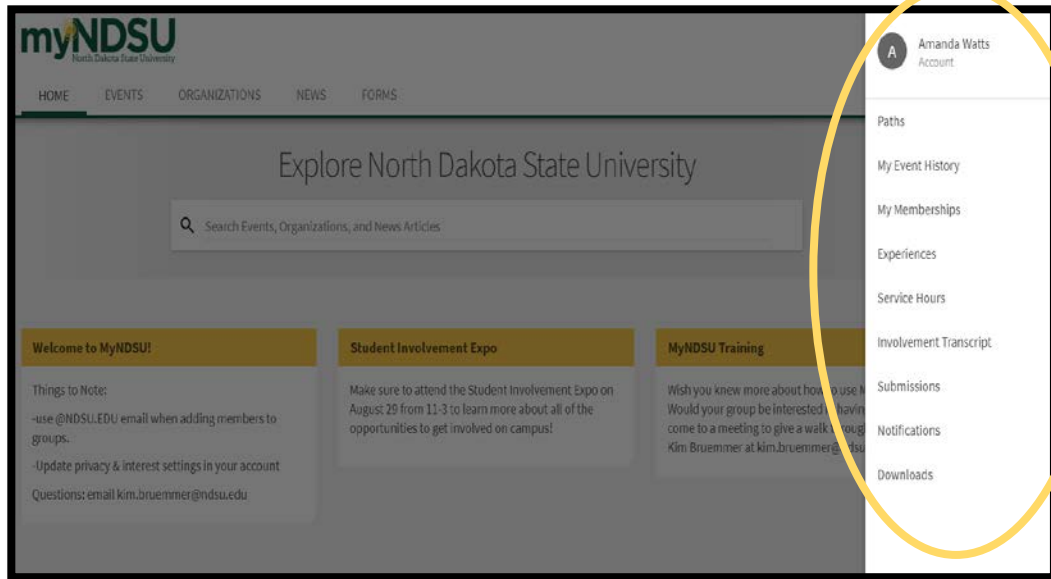 myNDSU
North Dakota State University
HOME EVENTS ORGANIZATIONS NEWS FORMS
Explore North Dakota State University
Search Events, Organizations, and News Articles
Welcome to MyNDSU!
Things to Note:
-use @NDSU.EDU email when adding members to
groups.
-Update privacy & interest settings in your account
Questions: email kim.bruemmer@ndsu.edu
Student Involvement Expo
Make sure to attend the Student Involvement Expo on
August 29 from 11-3 to learn more about all of the
opportunities to get involved on campus!
MyNDSU Training
Wish you knew more about how to use M
Would your group be interested in having
come to a meeting to give a walk through
Kim Bruemmer at kim.bruemmer@ndsu
A
Amanda Watts
Account
Paths
My Event History
My Memberships
Experiences
Service Hours
Involvement Transcript
Submissions
Notifications
Downloads